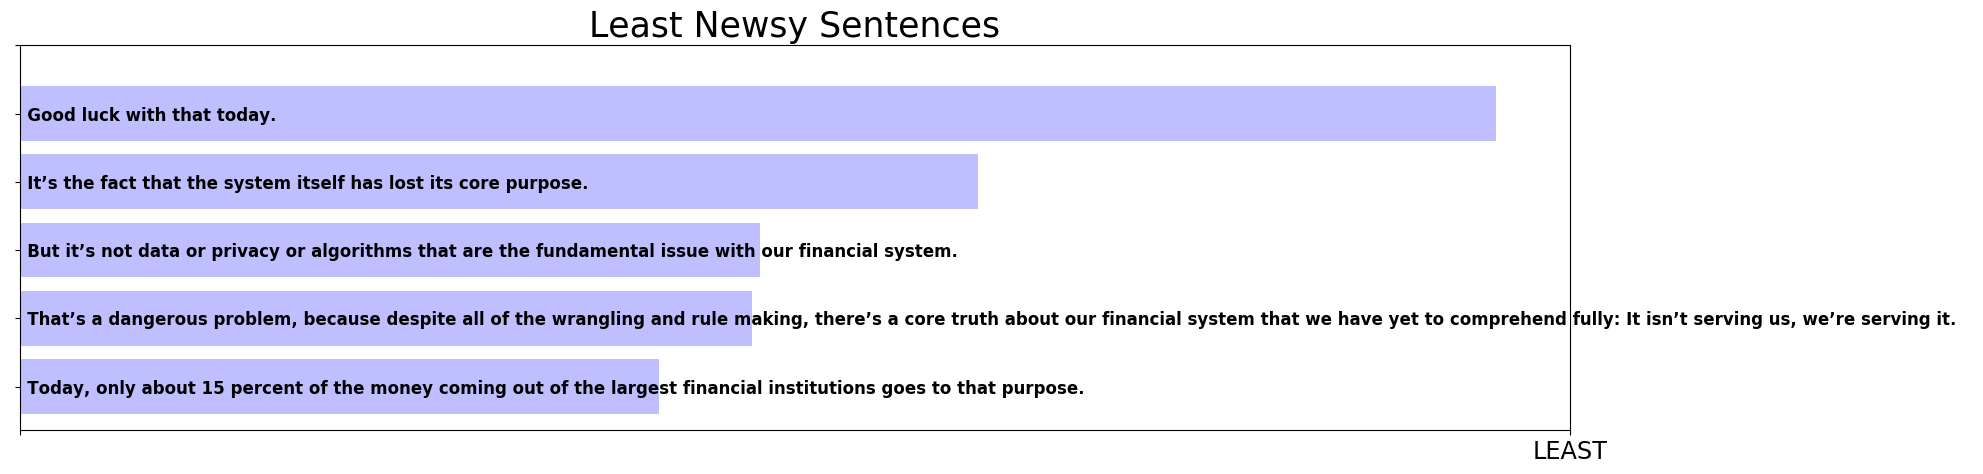 Least Newsy Sentences
Good luck with that today.
It’s the fact that the system itself has lost its core purpose.
But it’s not data or privacy or algorithms that are the fundamental issue with our financial system.
That’s a dangerous problem, because despite all of the wrangling and rule making, there’s a core truth about our financial system that we have yet to comprehend fully: It isn’t serving us, we’re serving it.
Today, only about 15 percent of the money coming out of the largest financial institutions goes to that purpose.
LEAST